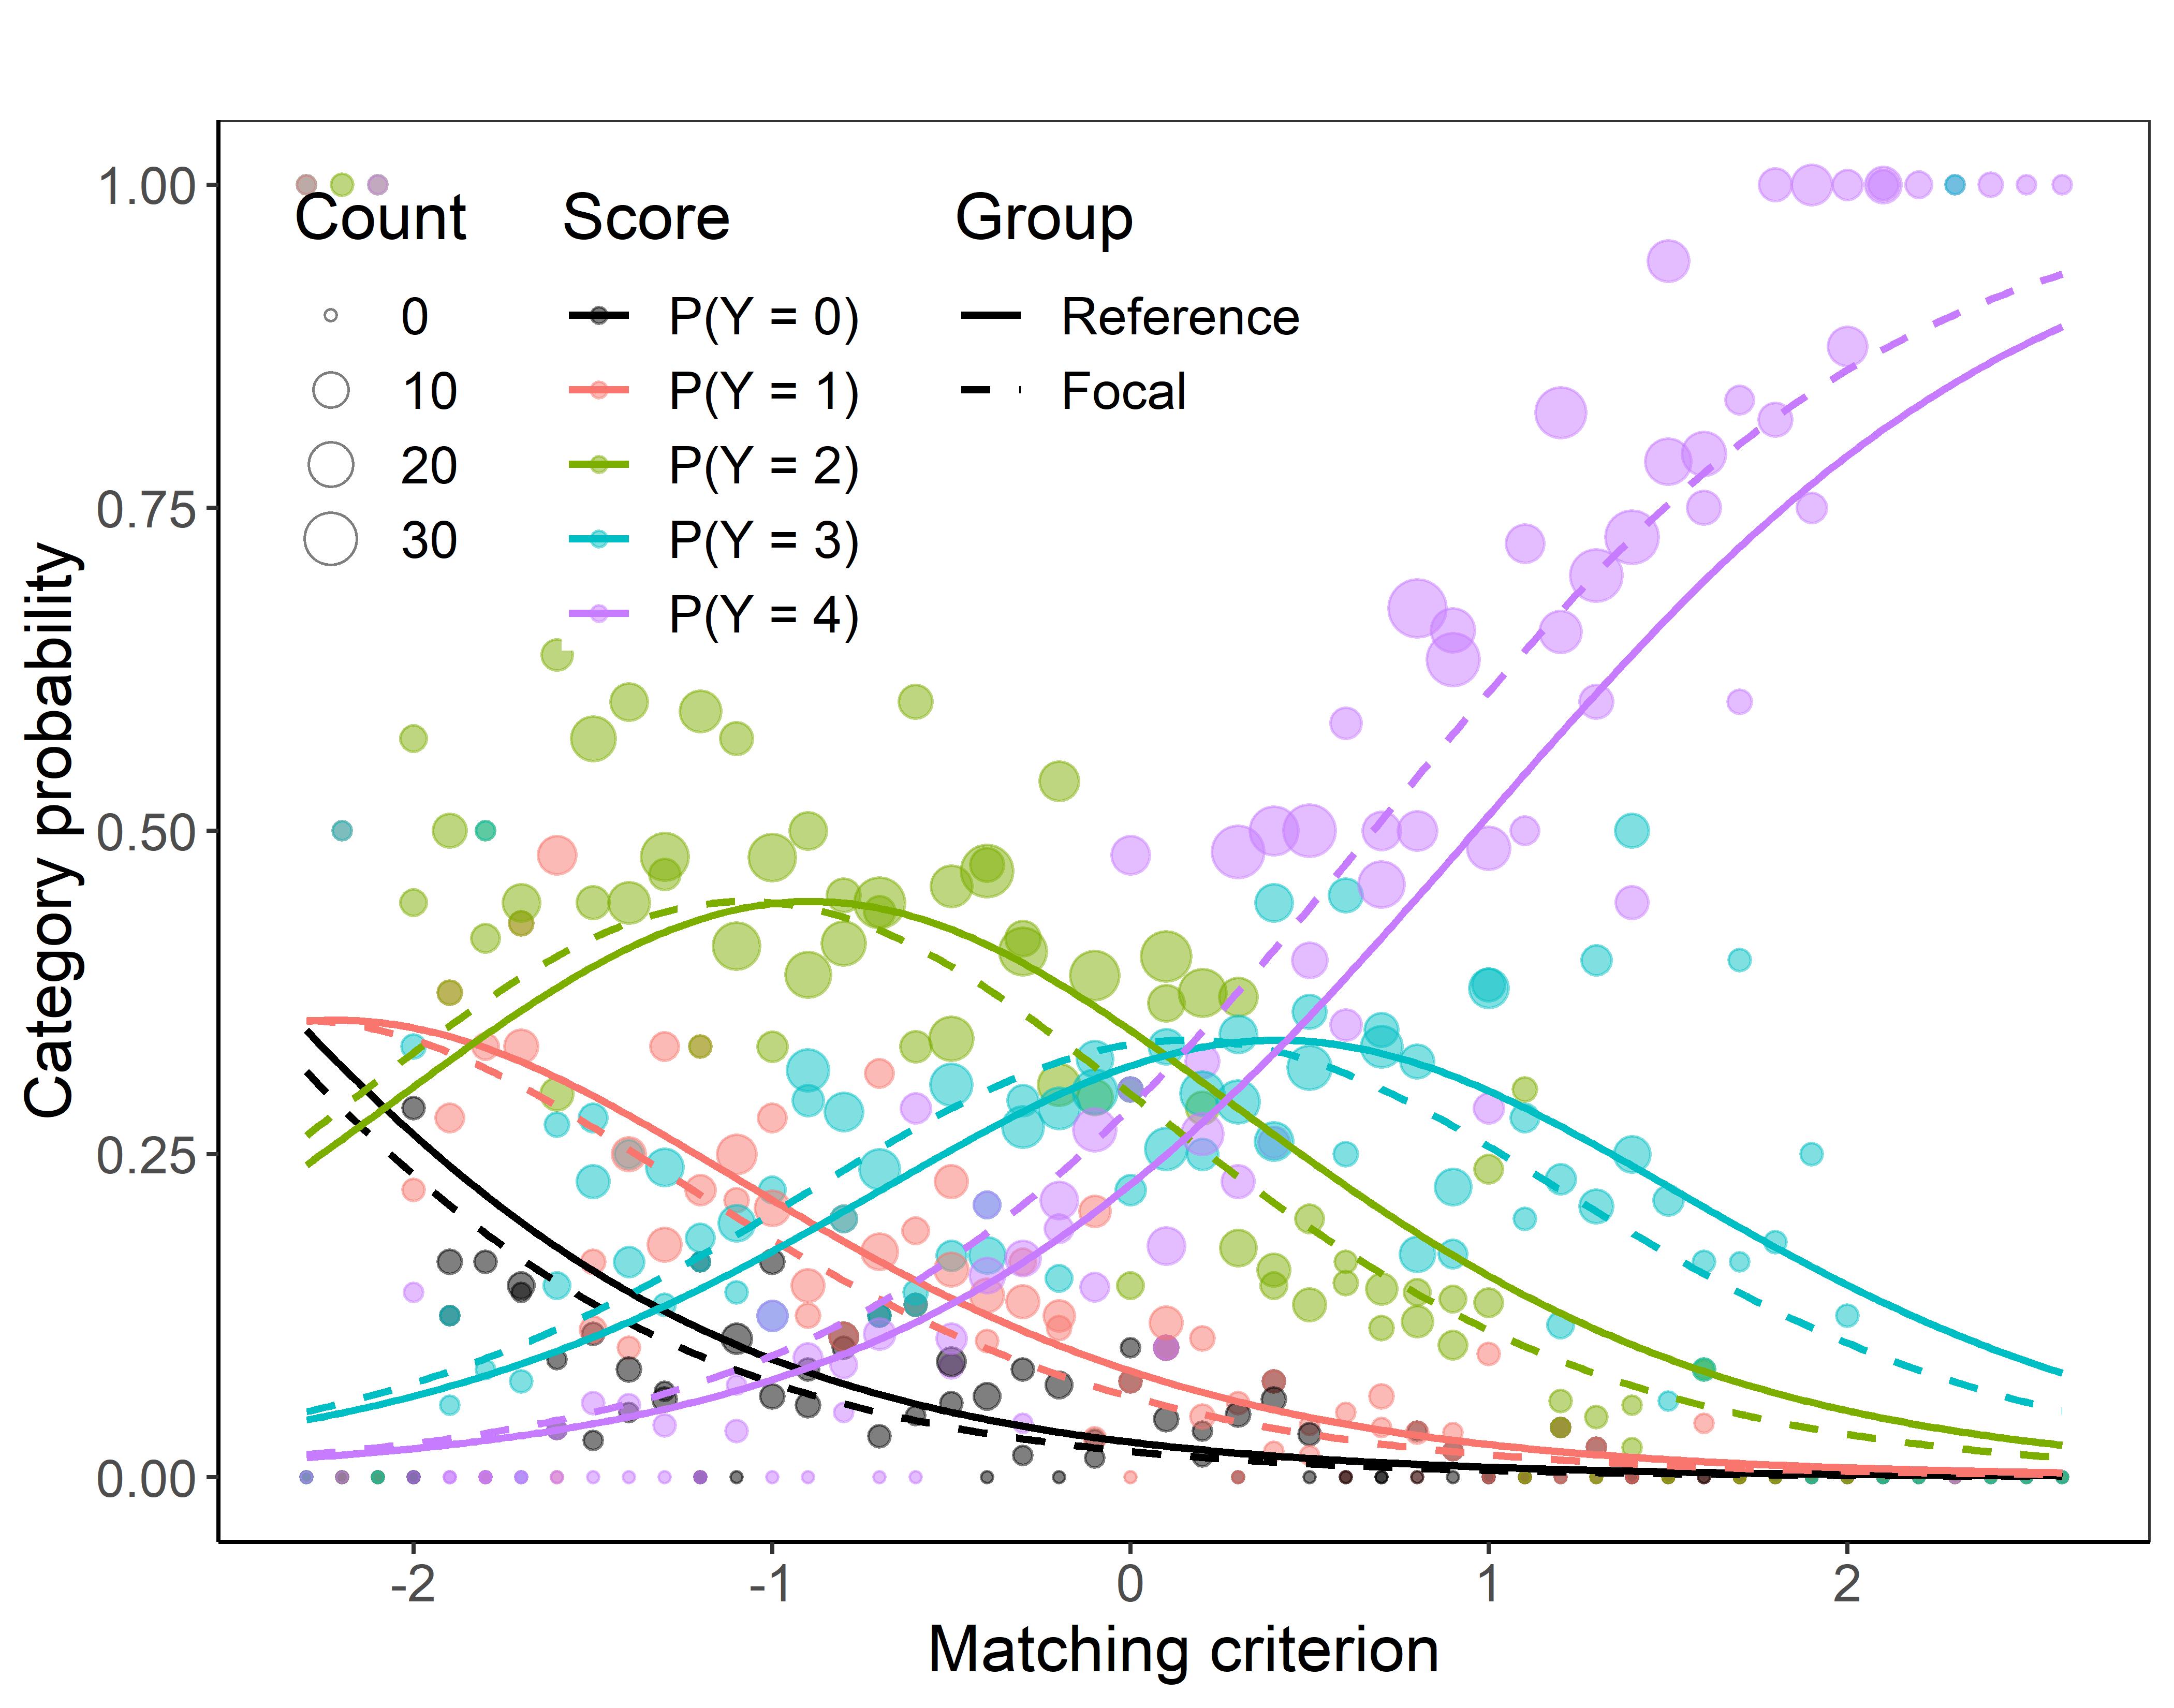 Category probability
1.00
0.75
0.50
0.25
0.00
Count
0
10
20
30
Score
P(Y = 0)
P(Y = 1)
P(Y = 2)
P(Y = 3)
P(Y = 4)
Group
Reference
Focal
-2
-1
0
1
2
Matching criterion